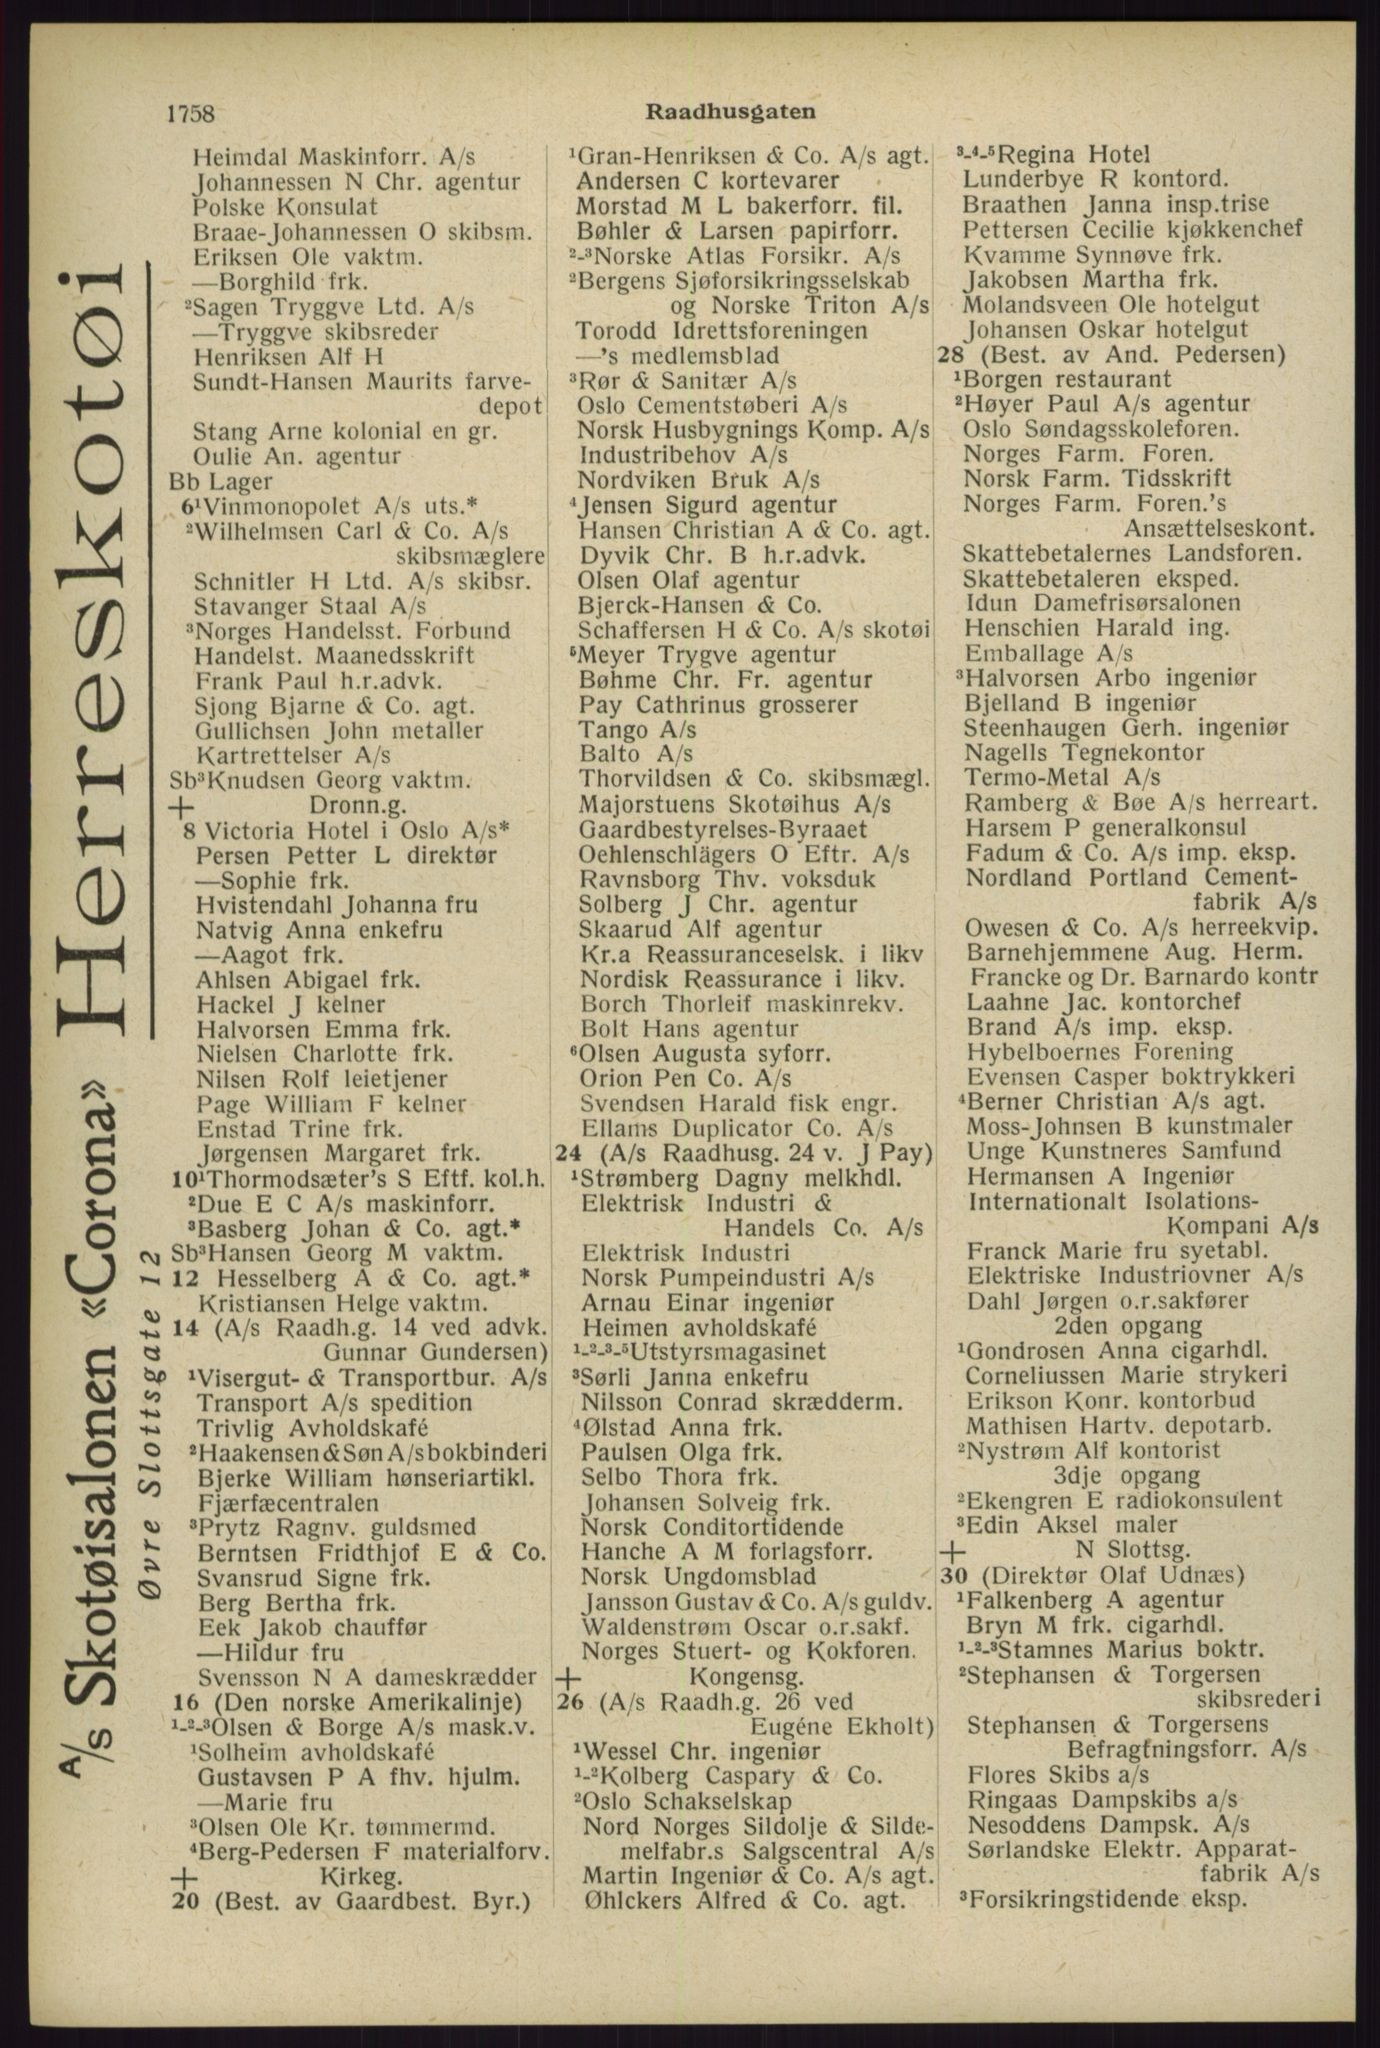 1758
Raadhusgaten
A/s Skotøisalonen «Corona» Herreskotøi
Øvre Slottsgate 12
Heimdal Maskinforr. A/s
Johannessen N Chr. agentur
Polske Konsulat
Braae-Johannessen O skibsm.
Eriksen Ole vaktm.
—Borghild frk.
²Sagen Tryggve Ltd. A/s
—Tryggve skibsreder
Henriksen Alf H
Sundt-Hansen Maurits farve-
depot
Stang Arne kolonial en gr.
Oulie An. agentur
Bb Lager
6¹Vinmonopolet A/s uts.*
²Wilhelmsen Carl & Co. A/s
skibsmæglere
Schnitler H Ltd. A/s skibsr.
Stavanger Staal A/s
³Norges Handelsst. Forbund
Handelst. Maanedsskrift
Frank Paul h.r.advk.
Sjong Bjarne & Co. agt.
Gullichsen John metaller
Kartrettelser A/s
Sb³Knudsen Georg vaktm.
+ Dronn.g.
8 Victoria Hotel i Oslo A/s*
Persen Petter L direktør
—Sophie frk.
Hvistendahl Johanna fru
Natvig Anna enkefru
—Aagot frk.
Ahlsen Abigael frk.
Hackel J kelner
Halvorsen Emma frk.
Nielsen Charlotte frk.
Nilsen Rolf leietjener
Page William F kelner
Enstad Trine frk.
Jørgensen Margaret frk.
10¹Thormodsæter's S Eftf. kol.h.
²Due E C A/s maskinforr.
³Basberg Johan & Co. agt.*
Sb³Hansen Georg M vaktm.
12 Hesselberg A & Co. agt.*
Kristiansen Helge vaktm.
14 (A/s Raadh.g. 14 ved advk.
Gunnar Gundersen)
¹Visergut- & Transportbur. A/s
Transport A/s spedition
Trivlig Avholdskafé
²Haakensen & Søn A/s bokbinderi
Bjerke William hønseriartikl.
Fjærfæcentralen
³Prytz Ragnv. guldsmed
Berntsen Fridthjof E & Co.
Svansrud Signe frk.
Berg Bertha frk.
Eek Jakob chauffør
—Hildur fru
Svensson N A dameskrædder
16 (Den norske Amerikalinje)
¹-²-³Olsen & Borge A/s mask.v.
¹Solheim avholdskafé
Gustavsen P A fhv. hjulm.
—Marie fru
³Olsen Ole Kr. tømmermd.
⁴Berg-Pedersen F materialforv.
+ Kirkeg.
20 (Best. av Gaardbest. Byr.)
¹Gran-Henriksen & Co. A/s agt.
Andersen C kortevarer
Morstad M L bakerforr. fil.
Bøhler & Larsen papirforr.
²-³Norske Atlas Forsikr. A/s
²Bergens Sjøforsikringsselskab
og Norske Triton A/s
Torodd Idrettsforeningen
—'s medlemsblad
³Rør & Sanitær A/s
Oslo Cementstøberi A/s
Norsk Husbygnings Komp. A/s
Industribehov A/s
Nordviken Bruk A/s
⁴Jensen Sigurd agentur
Hansen Christian A & Co. agt.
Dyvik Chr. B h.r.advk.
Olsen Olaf agentur
Bjerck-Hansen & Co.
Schaffersen H & Co. A/s skotøi
⁵Meyer Trygve agentur
Bøhme Chr. Fr. agentur
Pay Cathrinus grosserer
Tango A/s
Balto A/s
Thorvildsen & Co. skibsmægl.
Majorstuens Skotøihus A/s
Gaardbestyrelses-Byraaet
Oehlenschlägers O Eftr. A/s
Ravnsborg Thv. voksduk
Solberg J Chr. agentur
Skaarud Alf agentur
Kr.a Reassuranceselsk. i likv
Nordisk Reassurance i likv.
Borch Thorleif maskinrekv.
Bolt Hans agentur
⁶Olsen Augusta syforr.
Orion Pen Co. A/s
Svendsen Harald fisk engr.
Ellams Duplicator Co. A/s
24 (A/s Raadhusg. 24 v. J Pay)
¹Strømberg Dagny melkhdl.
Elektrisk Industri &
Handels Co. A/s
Elektrisk Industri
Norsk Pumpeindustri A/s
Arnau Einar ingeniør
Heimen avholdskafé
¹-²-³-⁵Utstyrsmagasinet
³Sørli Janna enkefru
Nilsson Conrad skrædderm.
⁴Ølstad Anna frk.
Paulsen Olga frk.
Selbo Thora frk.
Johansen Solveig frk.
Norsk Conditortidende
Hanche A M forlagsforr.
Norsk Ungdomsblad
Jansson Gustav & Co. A/s guldv.
Waldenstrøm Oscar o.r.sakf.
Norges Stuert- og Kokforen.
+ Kongensg.
26 (A/s Raadh.g. 26 ved
Eugéne Ekholt)
¹Wessel Chr. ingeniør
¹-²Kolberg Caspary & Co.
²Oslo Schakselskap
Nord Norges Sildolje & Silde-
melfabr.s Salgscentral A/s
Martin Ingeniør & Co. A/s agt.
Øhlckers Alfred & Co. agt.
³-⁴-⁵Regina Hotel
Lunderbye R kontord.
Braathen Janna insp.trise
Pettersen Cecilie kjøkkenchef
Kvamme Synnøve frk.
Jakobsen Martha frk.
Molandsveen Ole hotelgut
Johansen Oskar hotelgut
28 (Best. av And. Pedersen)
¹Borgen restaurant
²Høyer Paul A/s agentur
Oslo Søndagsskoleforen.
Norges Farm. Foren.
Norsk Farm. Tidsskrift
Norges Farm. Foren.'s
Ansættelseskont.
Skattebetalernes Landsforen.
Skattebetaleren eksped.
Idun Damefrisørsalonen
Henschien Harald ing.
Emballage A/s
³Halvorsen Arbo ingeniør
Bjelland B ingeniør
Steenhaugen Gerh. ingeniør
Nagells Tegnekontor
Termo-Metal A/s
Ramberg & Bøe A/s herreart.
Harsem P generalkonsul
Fadum & Co. A/s imp. eksp.
Nordland Portland Cement-
fabrik A/s
Owesen & Co. A/s herreekvip.
Barnehjemmene Aug. Herm.
Francke og Dr. Barnardo kontr
Laahne Jac. kontorchef
Brand A/s imp. eksp.
Hybelboernes Forening
Evensen Casper boktrykkeri
⁴Berner Christian A/s agt.
Moss-Johnsen B kunstmaler
Unge Kunstneres Samfund
Hermansen A Ingeniør
Internationalt Isolations-
Kompani A/s
Franck Marie fru syetabl.
Elektriske Industriovner A/s
Dahl Jørgen o.r.sakfører
2den opgang
¹Gondrosen Anna cigarhdl.
Corneliussen Marie strykeri
Erikson Konr. kontorbud
Mathisen Hartv. depotarb.
²Nystrøm Alf kontorist
3dje opgang
²Ekengren E radiokonsulent
³Edin Aksel maler
+ N Slottsg.
30 (Direktør Olaf Udnæs)
¹Falkenberg A agentur
Bryn M frk. cigarhdl.
¹-²-³Stamnes Marius boktr.
²Stephansen & Torgersen
skibsrederi
Stephansen & Torgersens
Befragtningsforr. A/s
Flores Skibs a/s
Ringaas Dampskibs a/s
Nesoddens Dampsk. A/s
Sørlandske Elektr. Apparat-
fabrik A/s
³Forsikringstidende eksp.